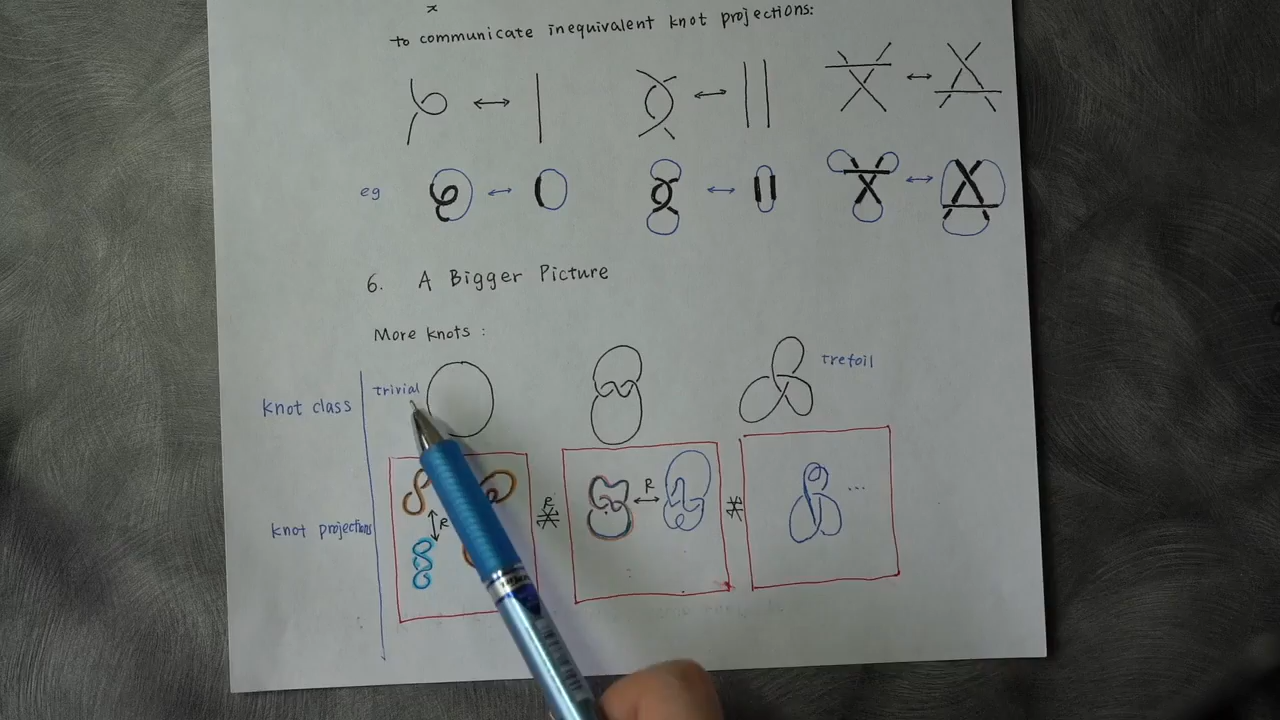 x
to communicate inequivalent knot projections:
eg
6. A Bigger Picture
More knots :
trivial
trefoil
knot class
R
R
R
...
knot projections